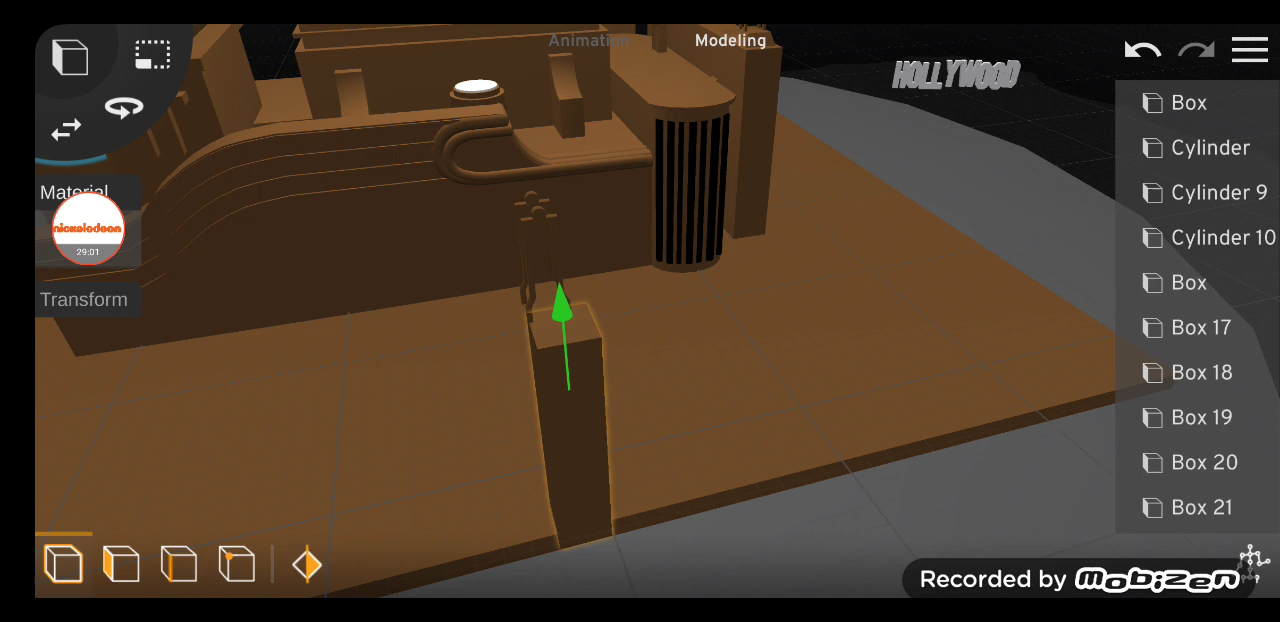 Animation
Modeling
HOLLYWOOD
Material
nickelodeon
29:01
Transform
Box
Cylinder
Cylinder 9
Cylinder 10
Box
Box 17
Box 18
Box 19
Box 20
Box 21
Recorded by mobizen